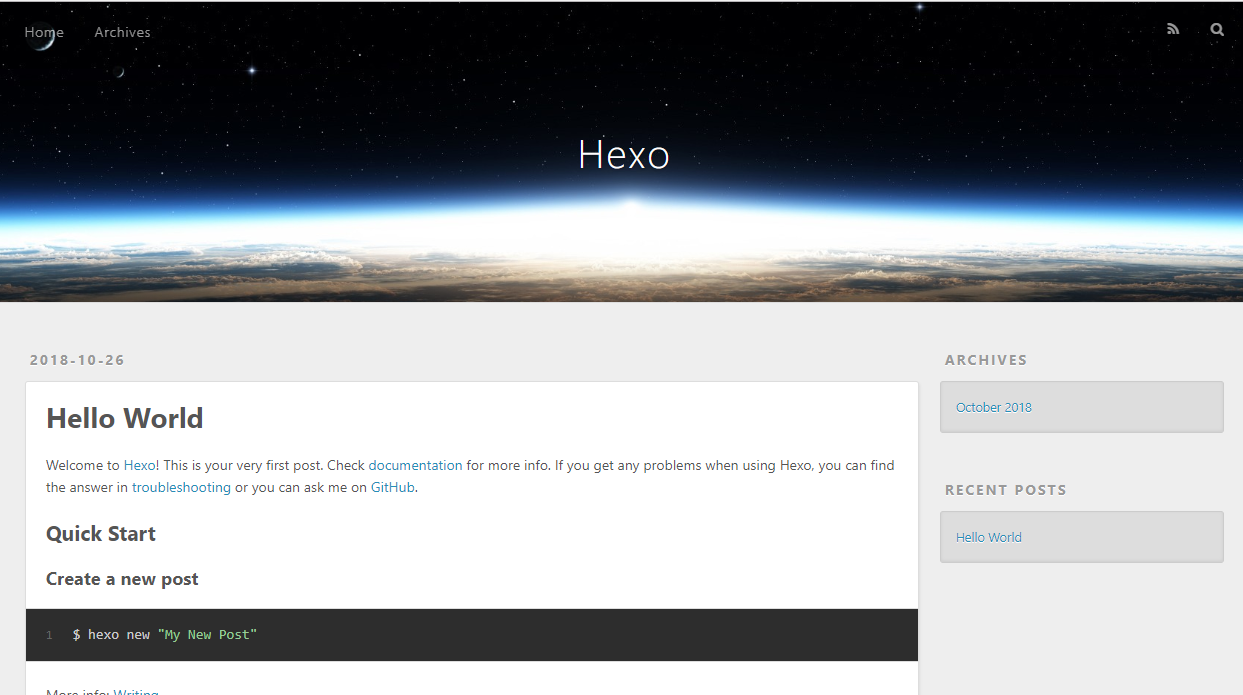 Home
Archives
Hexo
2018-10-26
Hello World
Welcome to Hexo! This is your very first post. Check documentation for more info. If you get any problems when using Hexo, you can find
the answer in troubleshooting or you can ask me on GitHub.
Quick Start
Create a new post
1 $ hexo new "My New Post"
More info: Writing
ARCHIVES
October 2018
RECENT POSTS
Hello World